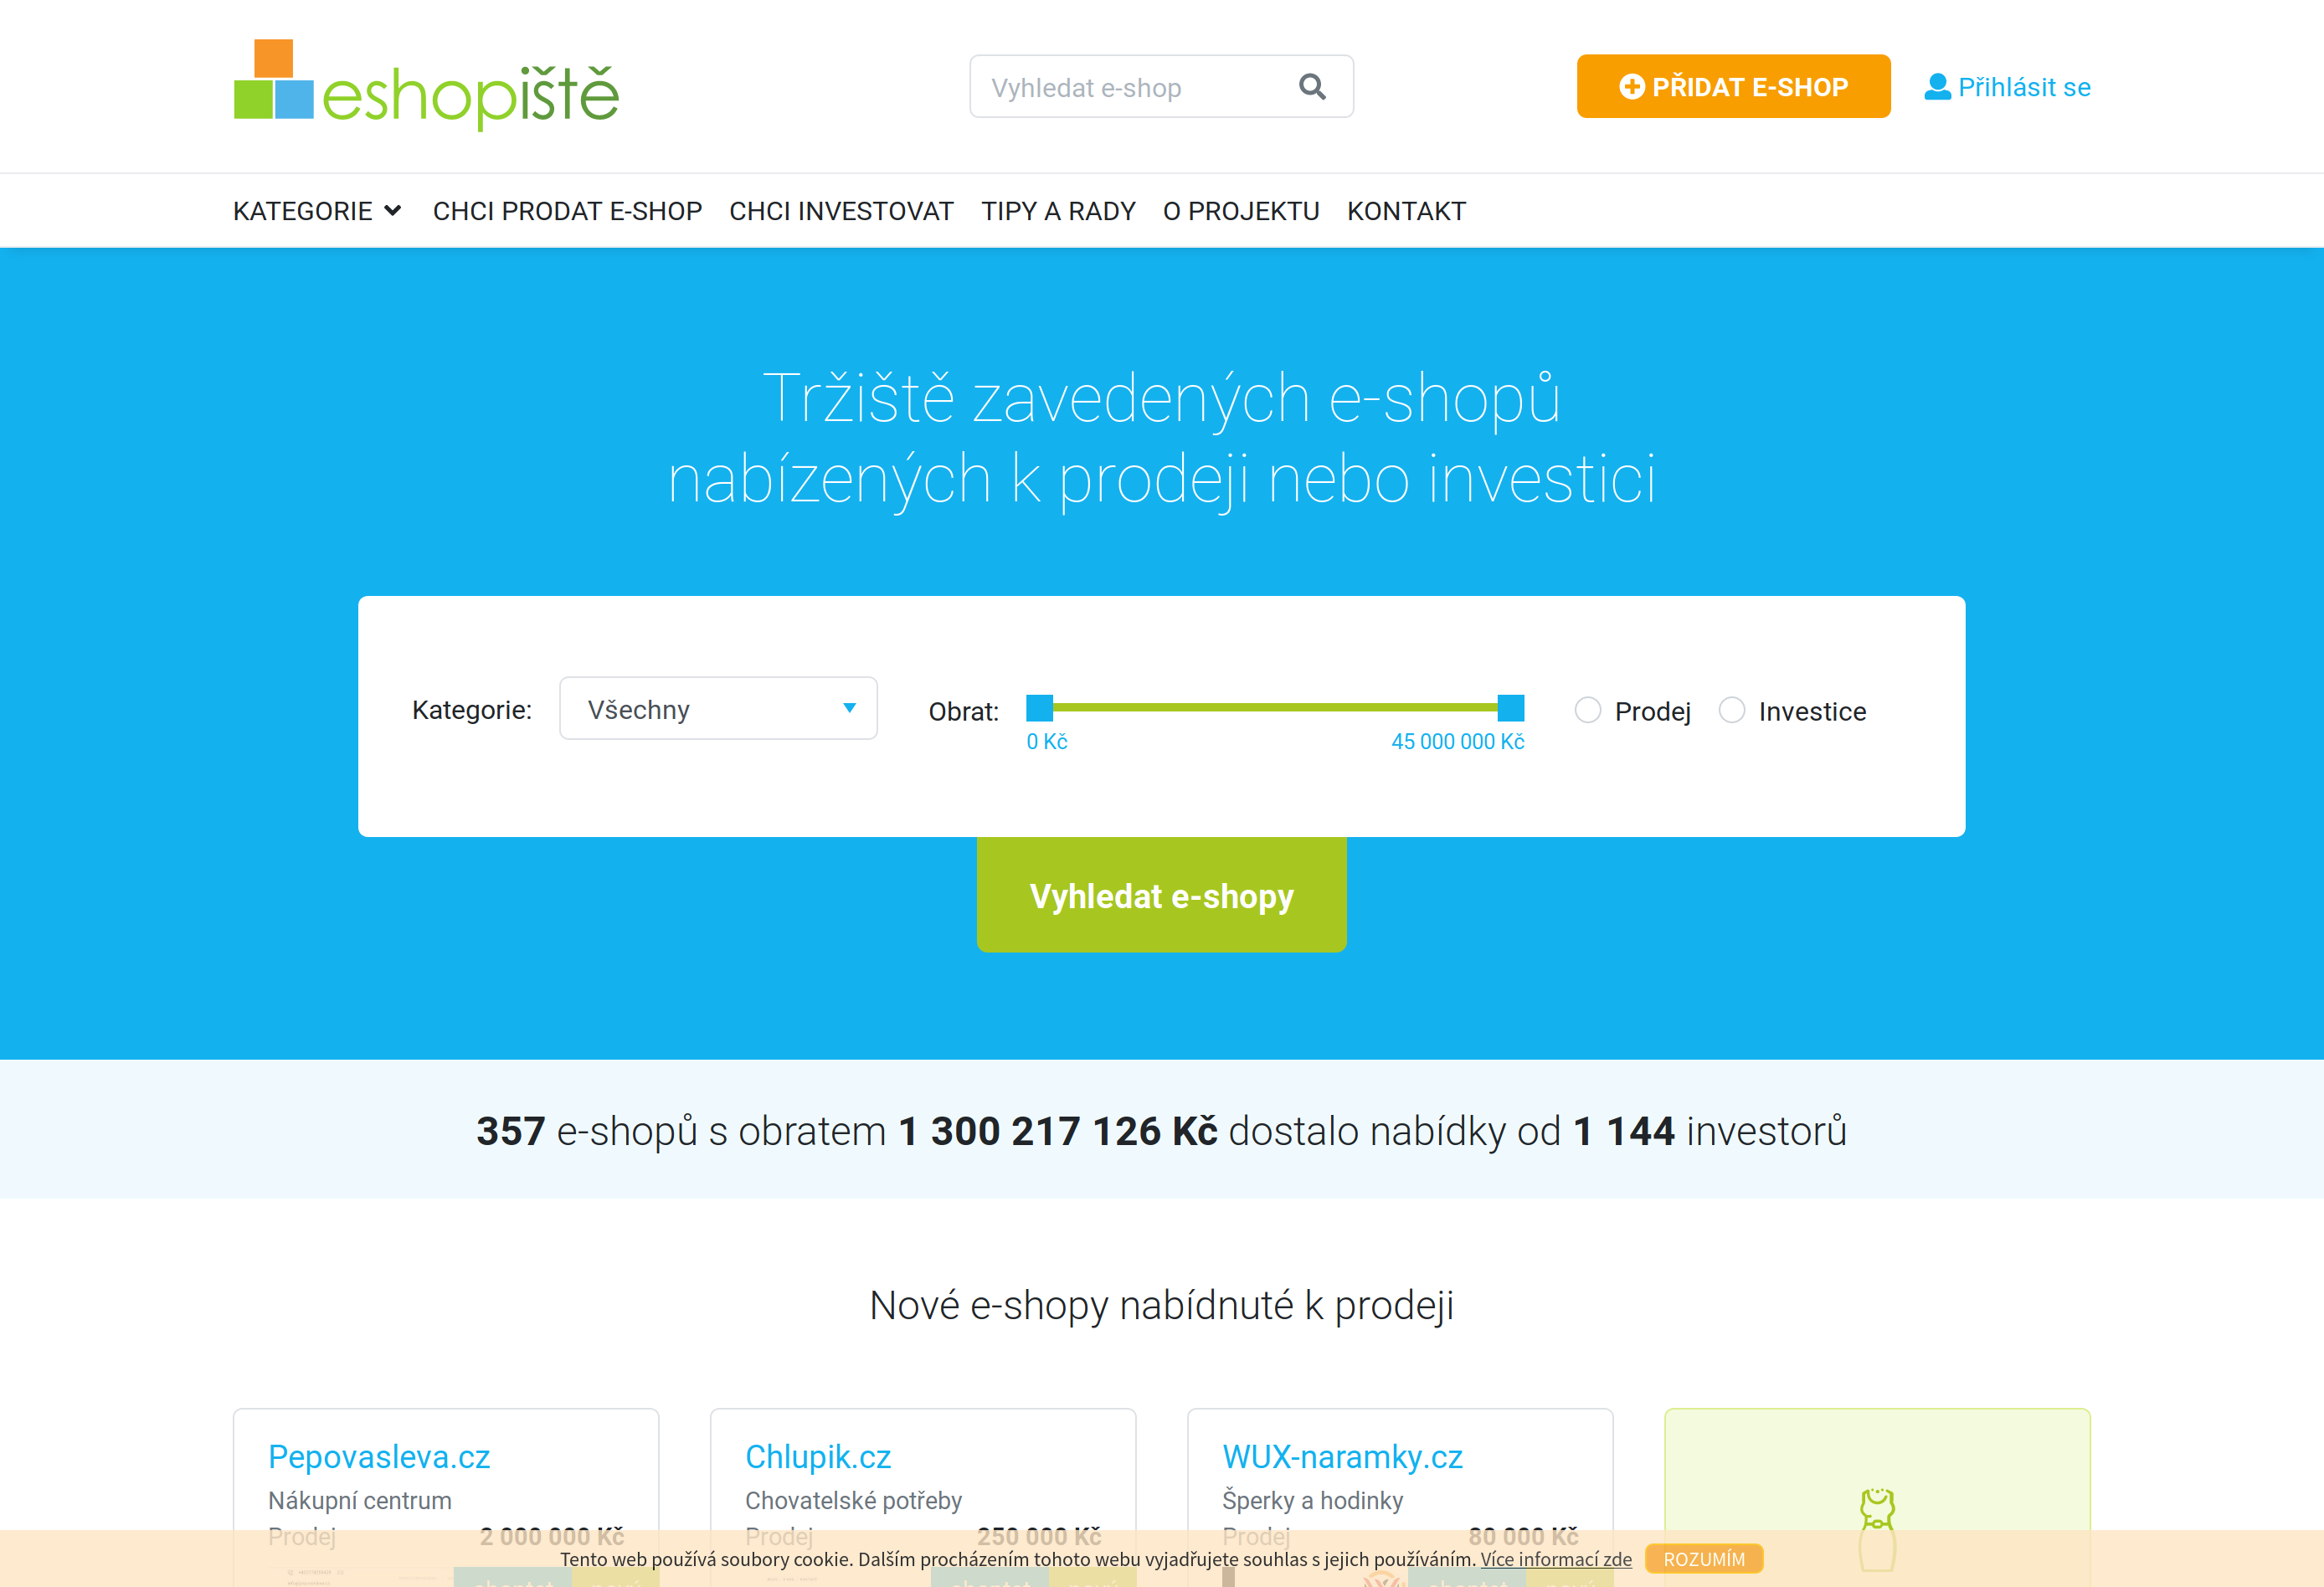 eshopiště
Vyhledat e-shop
PŘIDAT E-SHOP
Přihlásit se
KATEGORIE CHCI PRODAT E-SHOP CHCI INVESTOVAT TIPY A RADY O PROJEKTU KONTAKT
Tržiště zavedených e-shopů
nabízených k prodeji nebo investici
Kategorie: Všechny
Obrat:
0 Kč 45 000 000 Kč
Prodej Investice
Vyhledat e-shopy
357 e-shopů s obratem 1 300 217 126 Kč dostalo nabídky od 1 144 investorů
Nové e-shopy nabídnuté k prodeji
Pepovasleva.cz
Nákupní centrum
Prodej 2 000 000 Kč
Chlupik.cz
Chovatelské potřeby
Prodej 250 000 Kč
WUX-naramky.cz
Šperky a hodinky
Prodej 80 000 Kč
Tento web používá soubory cookie. Dalším procházením tohoto webu vyjadřujete souhlas s jejich používáním. Více informací zde ROZUMÍM